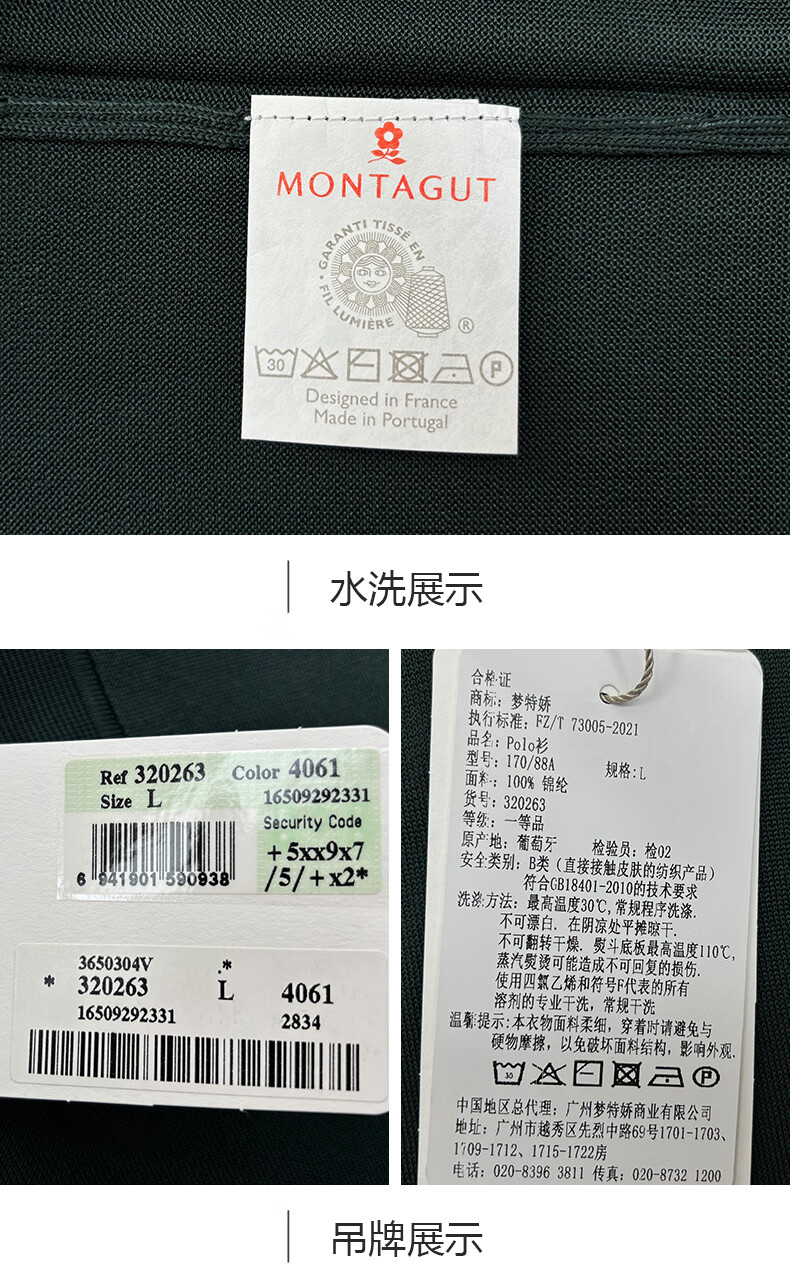 MONTAGUT
GARANTI TISSÉ EN
FIL LUMIÈRE
®
30 P
Designed in France
Made in Portugal
水洗展示
Ref 320263 Color 4061
Size L 16509292331
Security Code
+5xx9x7
/5/+x2*
6 941901 590938
3650304V .*
* 320263 L 4061
16509292331 2834
合格证
商标: 梦特娇
执行标准: FZ/T 73005-2021
品名: Polo衫
型号: 170/88A 规格:L
面料: 100% 锦纶
货号: 320263
等级: 一等品
原产地: 葡萄牙 检验员: 检02
安全类别: B类 (直接接触皮肤的纺织产品)
符合GB18401-2010的技术要求
洗涤方法: 最高温度30℃,常规程序洗涤.
不可漂白. 在阴凉处平摊晾干.
不可翻转干燥. 熨斗底板最高温度110℃,
蒸汽熨烫可能造成不可回复的损伤.
使用四氯乙烯和符号F代表的所有
溶剂的专业干洗, 常规干洗
温馨提示:本衣物面料柔细, 穿着时请避免与
硬物摩擦, 以免破坏面料结构, 影响外观.
30 P
中国地区总代理: 广州梦特娇商业有限公司
地址: 广州市越秀区先烈中路69号1701-1703、
1709-1712、1715-1722房
电话: 020-8396 3811 传真: 020-8732 1200
吊牌展示